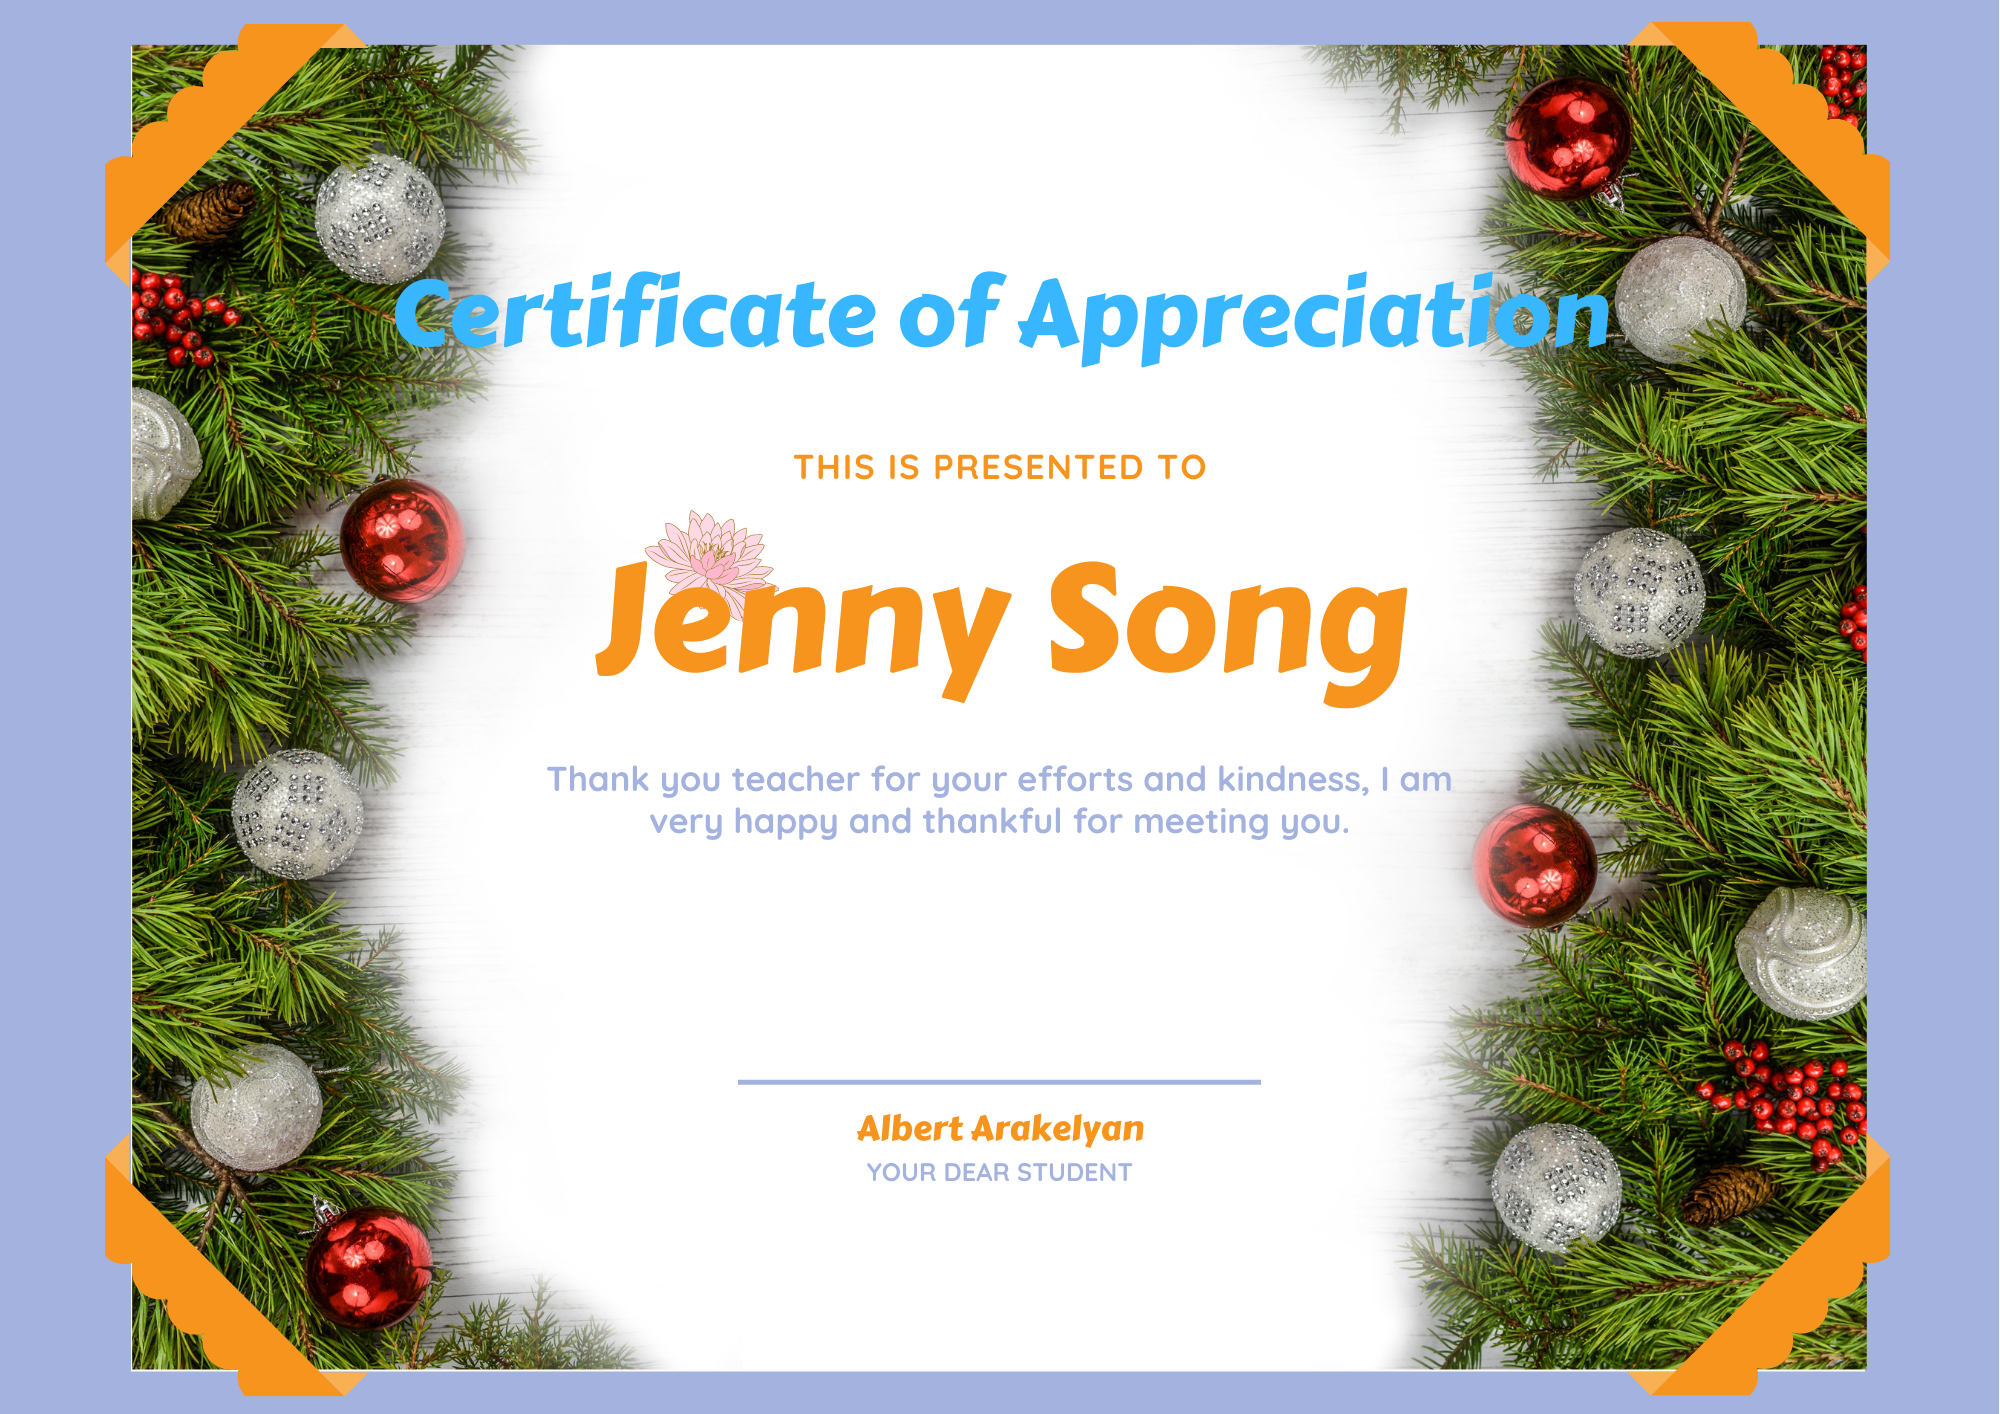 Certificate of Appreciation
THIS IS PRESENTED TO
Jenny Song
Thank you teacher for your efforts and kindness, I am
very happy and thankful for meeting you.
Albert Arakelyan
YOUR DEAR STUDENT